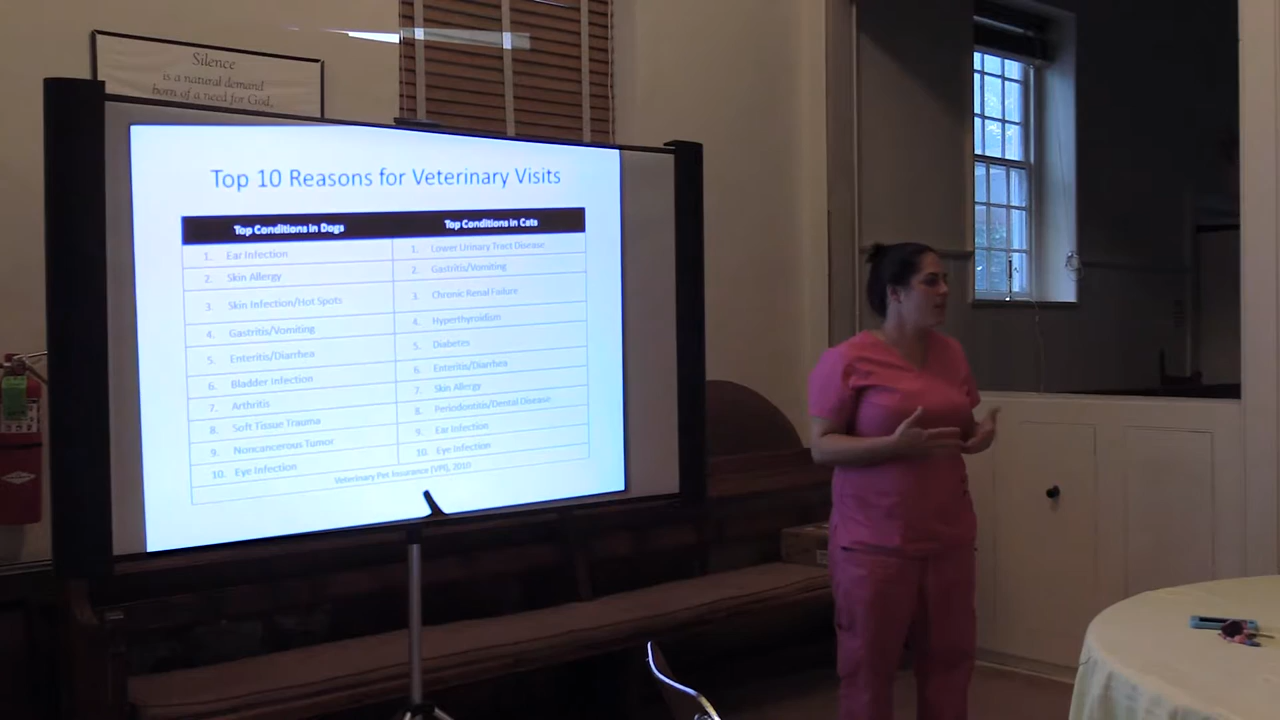 Silence
is a natural demand
born of a need for God,
Top 10 Reasons for Veterinary Visits
Top Conditions in Dogs
Top Conditions in Cats
1. Ear Infection
1. Lower Urinary Tract Disease
2. Skin Allergy
2. Gastritis/Vomiting
3. Skin Infection/Hot Spots
3. Chronic Renal Failure
4. Gastritis/Vomiting
4. Hyperthyroidism
5. Enteritis/Diarrhea
5. Diabetes
6. Bladder Infection
6. Enteritis/Diarrhea
7. Arthritis
7. Skin Allergy
8. Soft Tissue Trauma
8. Periodontitis/Dental Disease
9. Noncancerous Tumor
9. Ear Infection
10. Eye Infection
10. Eye Infection
Veterinary Pet Insurance (VPI), 2010